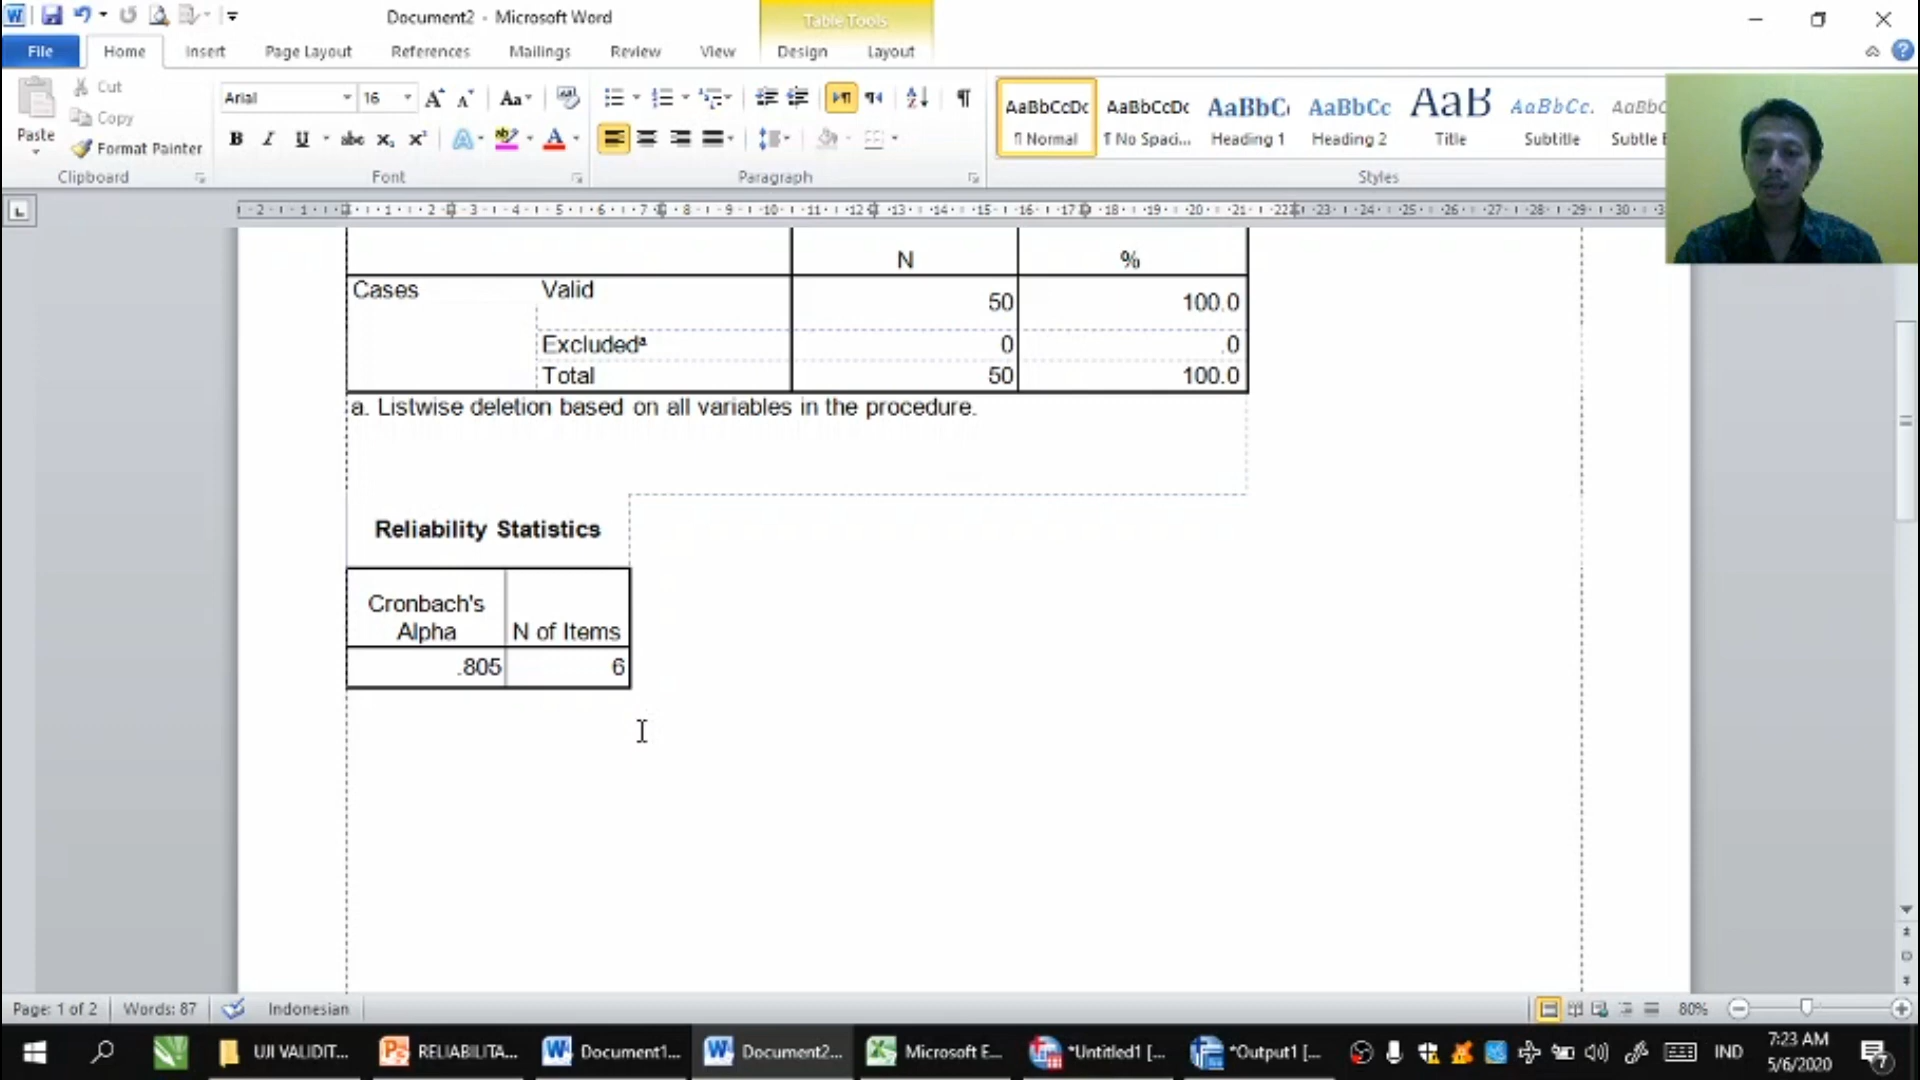 Document2 - Microsoft Word
Table Tools
File Home Insert Page Layout References Mailings Review View Design Layout
Cut
Copy
Format Painter
Paste
Arial 16
AaBbCcDc AaBbCcDc AaBbC AaBbCc AaB AaBbCc. AaBbC
¶ Normal ¶ No Spaci... Heading 1 Heading 2 Title Subtitle Subtle E
Clipboard Font Paragraph Styles
N %
Cases Valid 50 100.0
Excludedᵃ 0 .0
Total 50 100.0
a. Listwise deletion based on all variables in the procedure.
Reliability Statistics
Cronbach's
Alpha N of Items
.805 6
Page: 1 of 2 Words: 87 Indonesian 80%
UJI VALIDIT... RELIABILITA... Document1... Document2... Microsoft E... *Untitled1 [... *Output1 [... IND
7:23 AM
5/6/2020